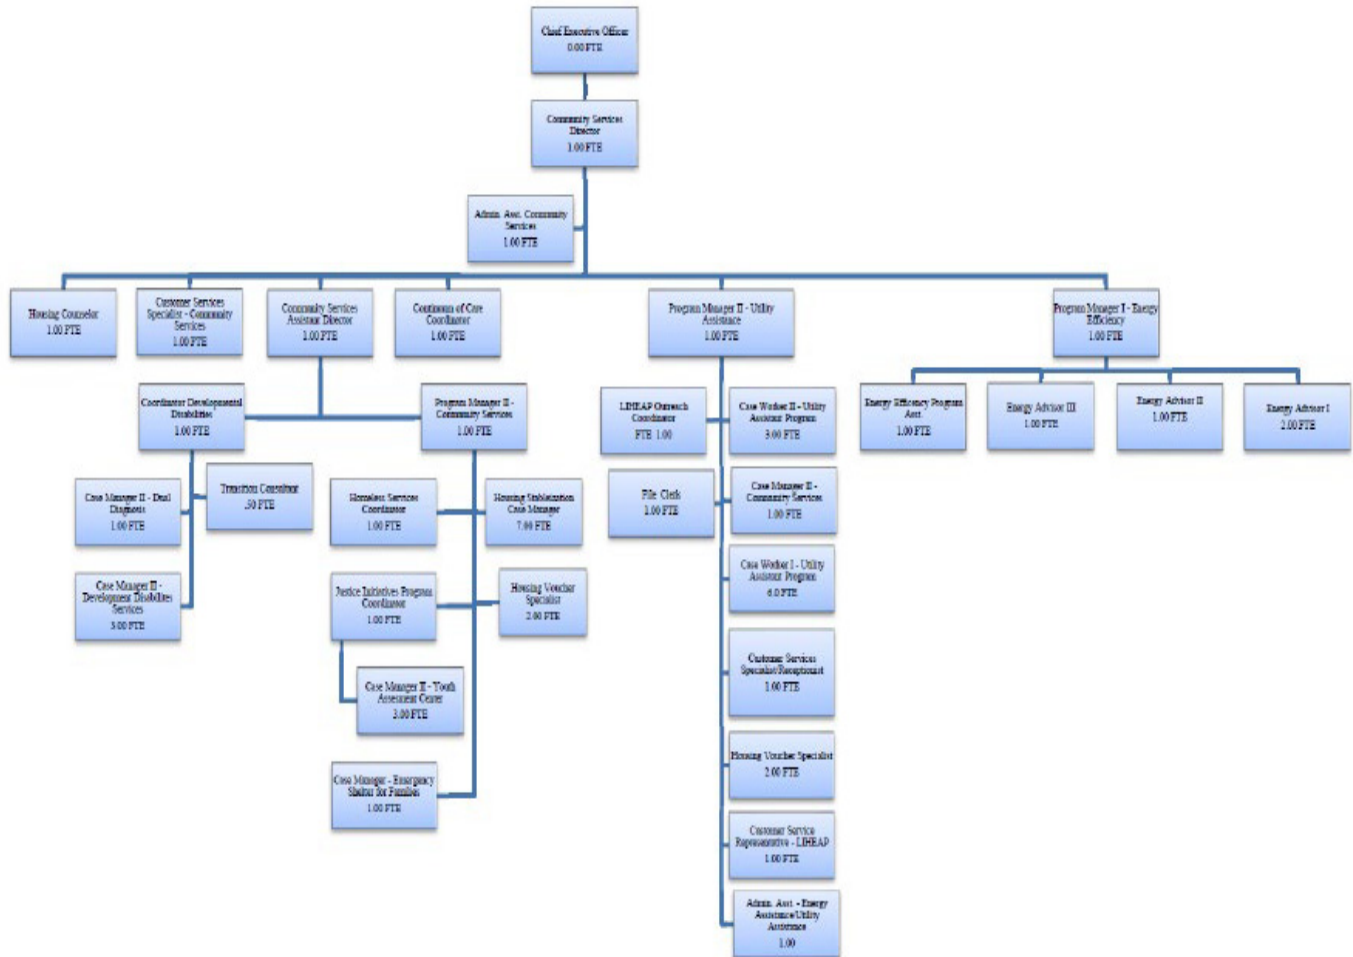 Chief Executive Officer
0.00 FTE
Community Services
Director
1.00 FTE
Admin. Asst. Community
Services
1.00 FTE
Housing Counselor
1.00 FTE
Customer Services
Specialist - Community
Services
1.00 FTE
Community Services
Assistant Director
1.00 FTE
Continuum of Care
Coordinator
1.00 FTE
Program Manager II - Utility
Assistance
1.00 FTE
Program Manager I - Energy
Efficiency
1.00 FTE
Coordinator Developmental
Disabilities
1.00 FTE
Program Manager II -
Community Services
1.00 FTE
LIHEAP Outreach
Coordinator
FTE 1.00
Case Worker II - Utility
Assistant Program
3.00 FTE
Energy Efficiency Program
Asst.
1.00 FTE
Energy Advisor III
1.00 FTE
Energy Advisor II
1.00 FTE
Energy Advisor I
2.00 FTE
Case Manager II - Dual
Diagnosis
1.00 FTE
Transition Consultant
.50 FTE
Homeless Services
Coordinator
1.00 FTE
Housing Stabilization
Case Manager
7.00 FTE
File Clerk
1.00 FTE
Case Manager II -
Community Services
1.00 FTE
Case Manager II -
Development Disabilites
Services
3.00 FTE
Justice Initiatives Program
Coordinator
1.00 FTE
Housing Voucher
Specialist
2.00 FTE
Case Worker I - Utility
Assistant Program
6.0 FTE
Case Manager II - Youth
Assesment Center
3.00 FTE
Customer Services
Specialist/Receptionist
1.00 FTE
Case Manager - Emergency
Shelter for Families
1.00 FTE
Housing Voucher Specialist
2.00 FTE
Customer Service
Representative - LIHEAP
1.00 FTE
Admin. Asst. - Energy
Assistance/Utility
Assistance
1.00